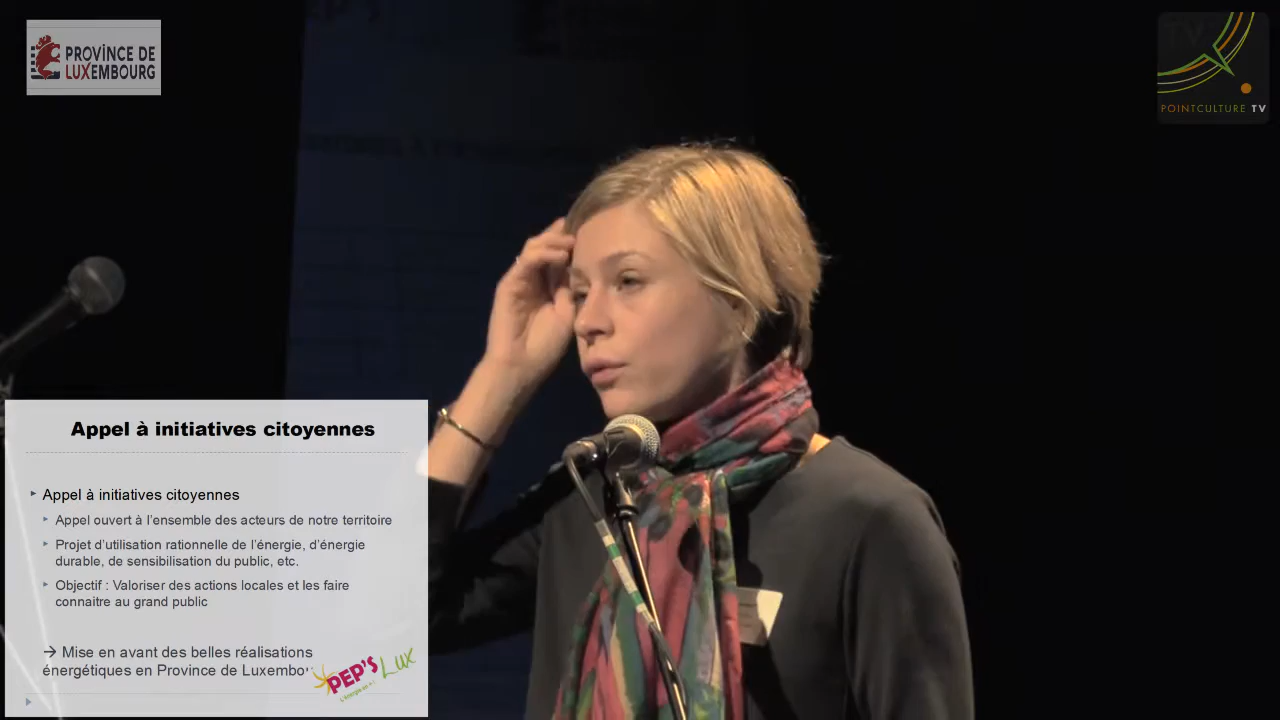 PROVINCE DE
LUXEMBOURG
TV
POINTCULTURE TV
Appel à initiatives citoyennes
Appel à initiatives citoyennes
Appel ouvert à l’ensemble des acteurs de notre territoire
Projet d’utilisation rationnelle de l’énergie, d’énergie
durable, de sensibilisation du public, etc.
Objectif : Valoriser des actions locales et les faire
connaitre au grand public
→ Mise en avant des belles réalisations
énergétiques en Province de Luxembou
PEP'S Lux